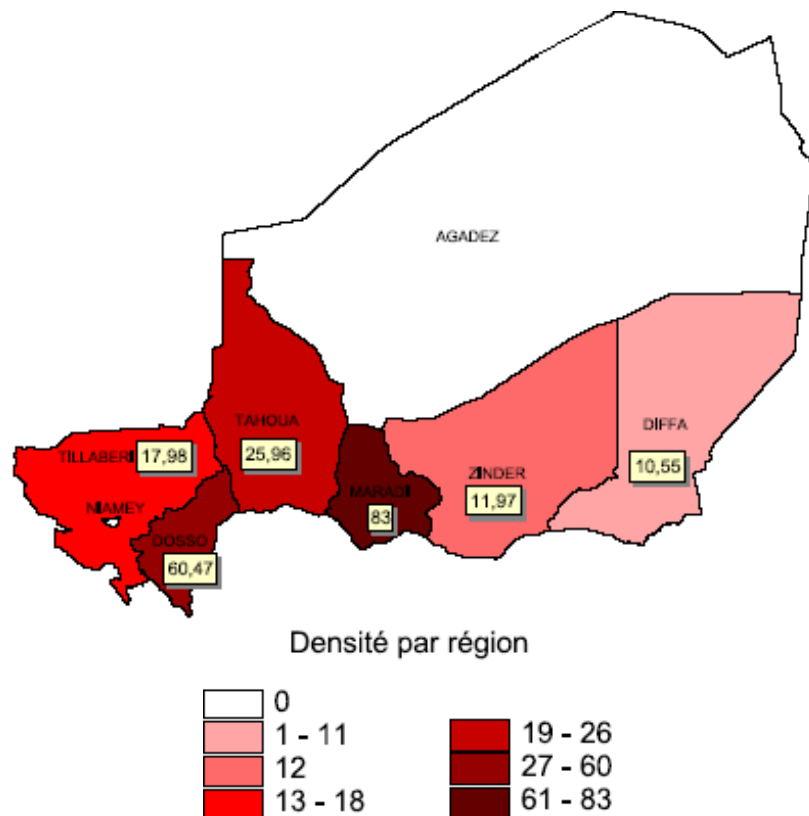 AGADEZ
TAHOUA
25,96
TILLABERI 17,98
NIAMEY
DOSSO
60,47
MARADI
83
ZINDER
11,97
DIFFA
10,55
Densité par région
0
1 - 11
12
13 - 18
19 - 26
27 - 60
61 - 83